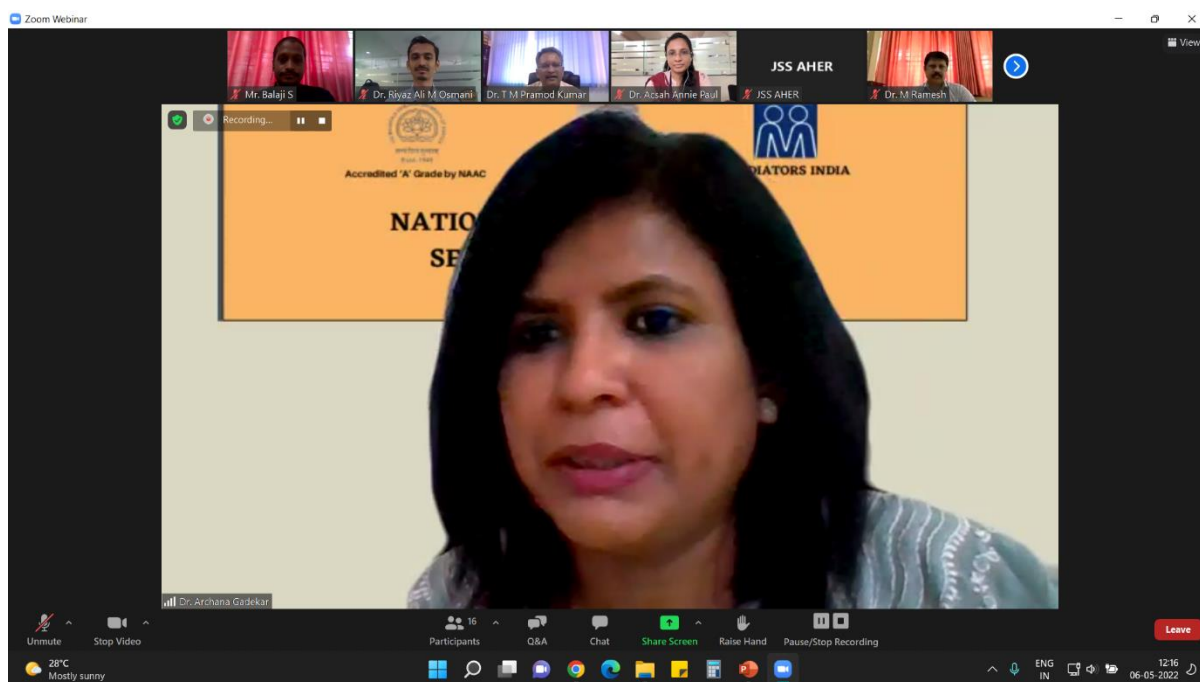 Zoom Webinar
View
Mr. Balaji S
Dr. Riyaz Ali M Osmani
Dr. T M Pramod Kumar
Dr. Acsah Annie Paul
JSS AHER
JSS AHER
Dr. M Ramesh
Recording...
Estd. 1949
Accredited 'A' Grade by NAAC
DIATORS INDIA
NATIO
SE
Dr. Archana Gadekar
Unmute
Stop Video
16
Participants
Q&A
Chat
Share Screen
Raise Hand
Pause/Stop Recording
Leave
28°C
Mostly sunny
ENG
IN
12:16
06-05-2022